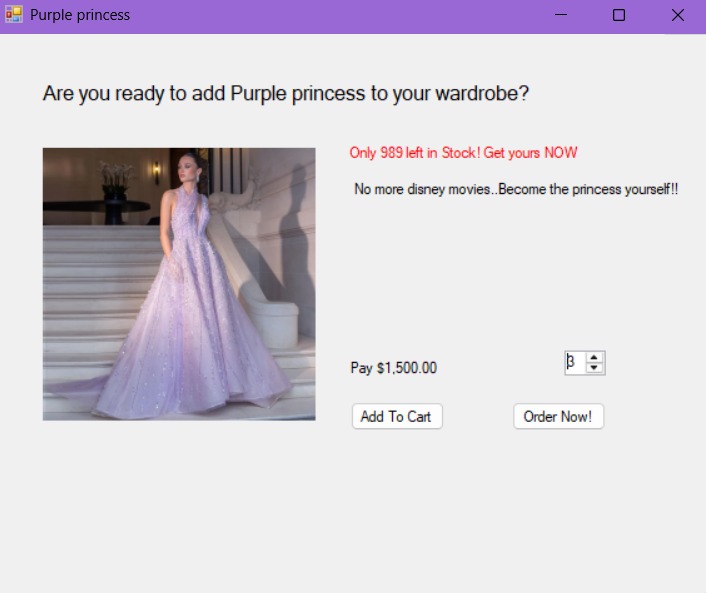 Purple princess
Are you ready to add Purple princess to your wardrobe?
Only 989 left in Stock! Get yours NOW
No more disney movies..Become the princess yourself!!
Pay $1,500.00
3
Add To Cart
Order Now!